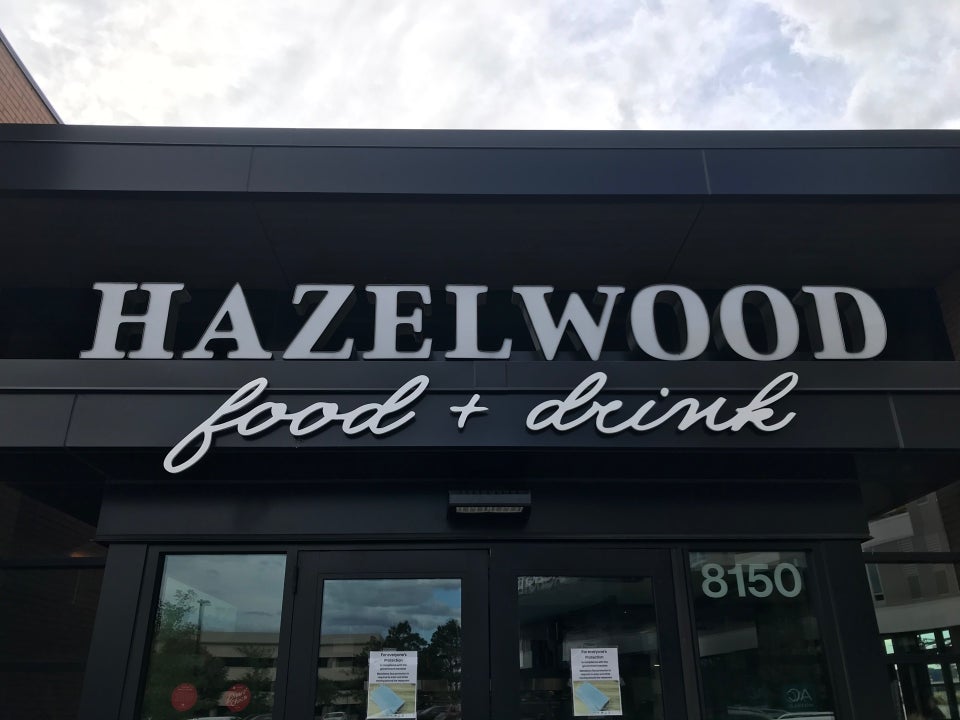 HAZELWOOD
food + drink
8150
For everyone's
Protection
For everyone's
Protection